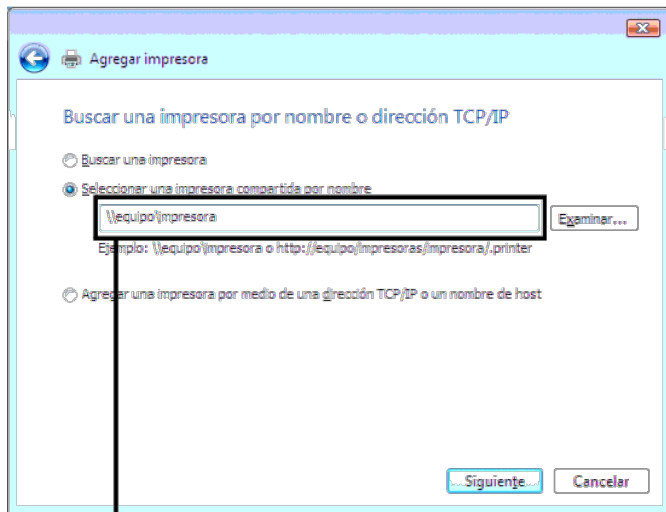 Agregar impresora
Buscar una impresora por nombre o dirección TCP/IP
Buscar una impresora
Seleccionar una impresora compartida por nombre
\\equipo\impresora
Examinar...
Ejemplo: \\equipo\impresora o http://equipo/impresoras/impresora/.printer
Agregar una impresora por medio de una dirección TCP/IP o un nombre de host
Siguiente
Cancelar